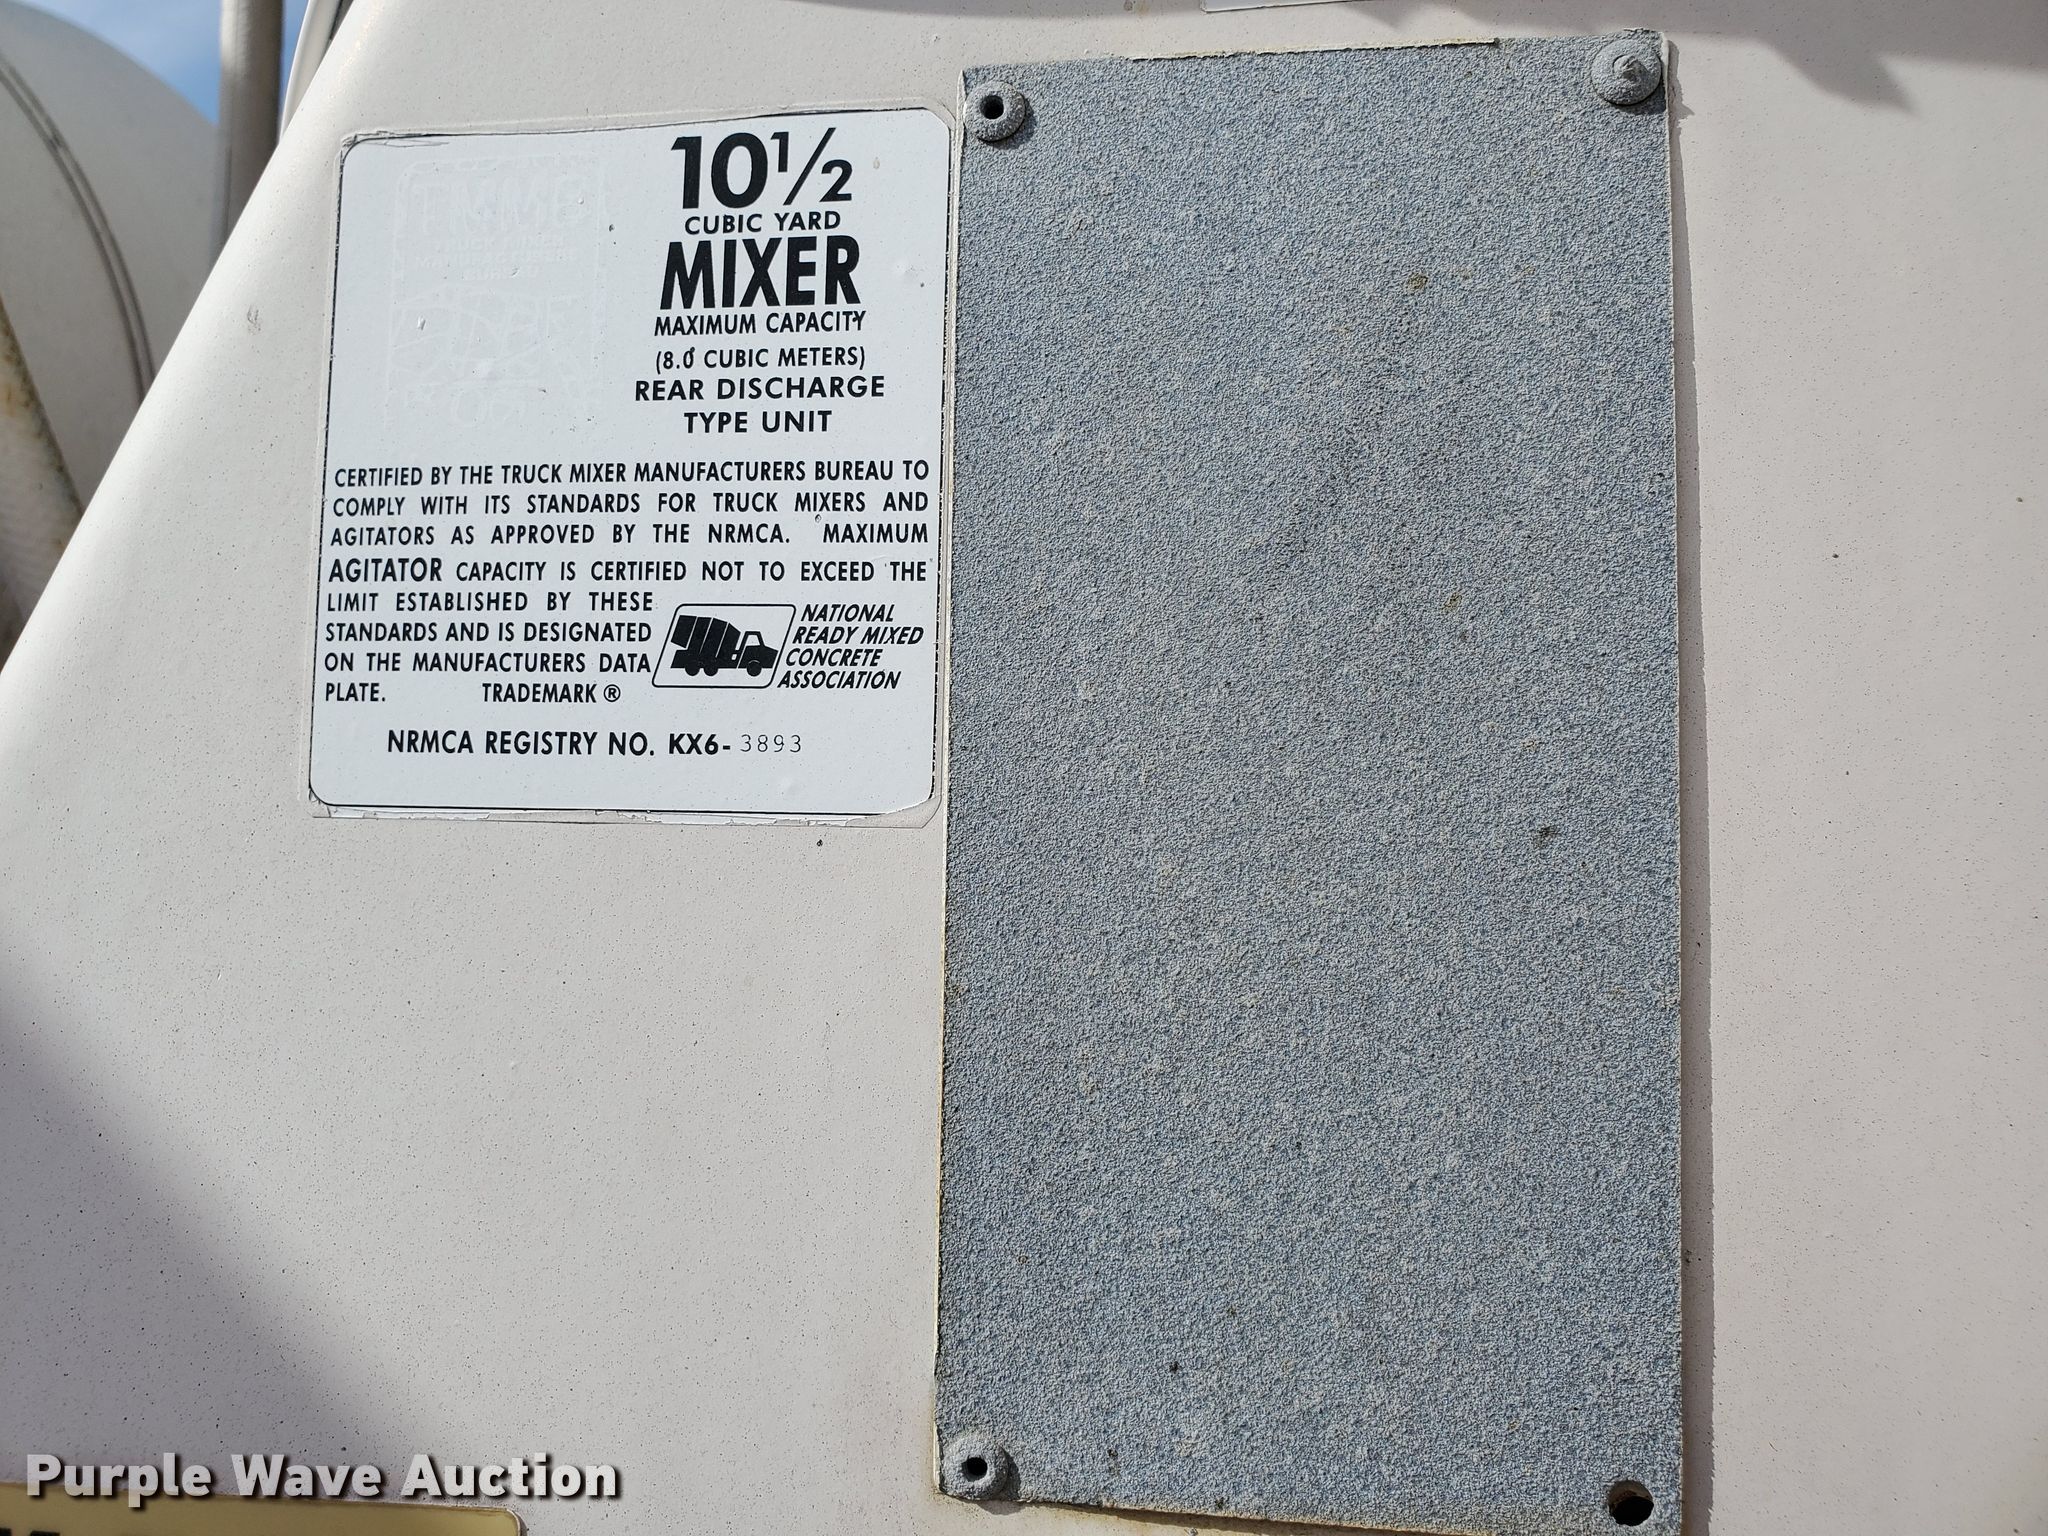 10 1/2
CUBIC YARD
MIXER
MAXIMUM CAPACITY
(8.0 CUBIC METERS)
REAR DISCHARGE
TYPE UNIT
CERTIFIED BY THE TRUCK MIXER MANUFACTURERS BUREAU TO
COMPLY WITH ITS STANDARDS FOR TRUCK MIXERS AND
AGITATORS AS APPROVED BY THE NRMCA. MAXIMUM
AGITATOR CAPACITY IS CERTIFIED NOT TO EXCEED THE
LIMIT ESTABLISHED BY THESE
STANDARDS AND IS DESIGNATED
ON THE MANUFACTURERS DATA
PLATE. TRADEMARK ®
NATIONAL
READY MIXED
CONCRETE
ASSOCIATION
NRMCA REGISTRY NO. KX6-3893
Purple Wave Auction